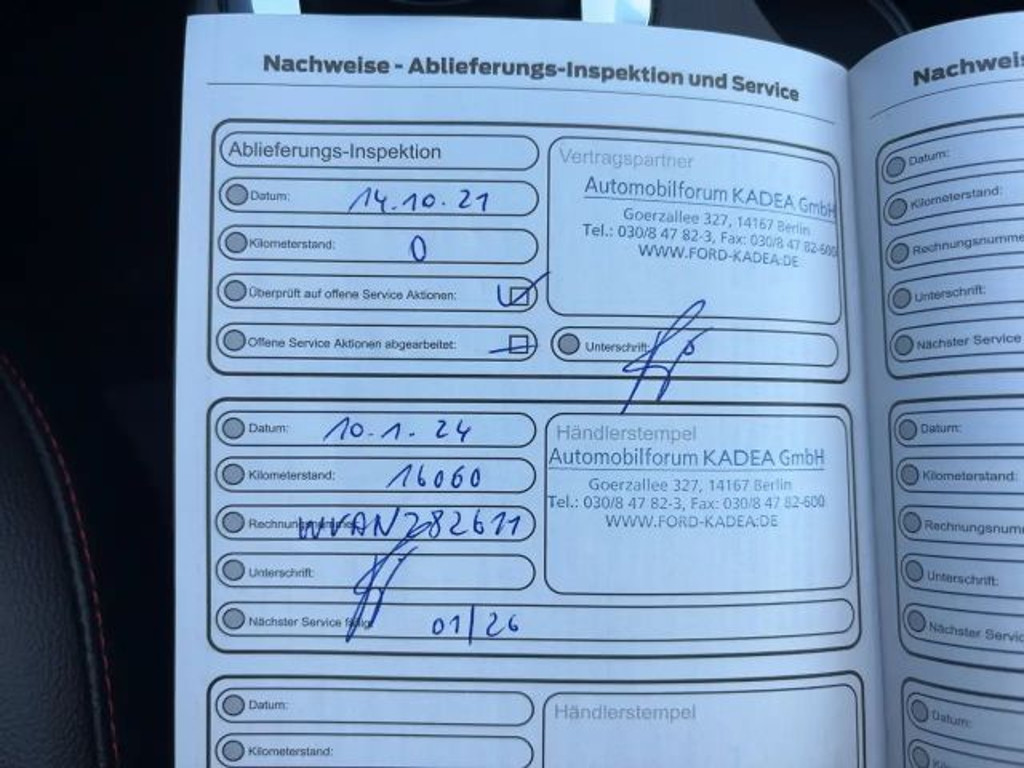 Nachweise - Ablieferungs-Inspektion und Service
Ablieferungs-Inspektion
Datum: 14.10.21
Kilometerstand: 0
Überprüft auf offene Service Aktionen:
Offene Service Aktionen abgearbeitet:
Vertragspartner
Automobilforum KADEA GmbH
Goerzallee 327, 14167 Berlin
Tel.: 030/8 47 82-3, Fax: 030/8 47 82-600
WWW.FORD-KADEA.DE
Unterschrift:
Datum: 10.1.24
Kilometerstand: 16060
Rechnungsnummer: WVAN282611
Unterschrift:
Nächster Service fällig 01/26
Händlerstempel
Automobilforum KADEA GmbH
Goerzallee 327, 14167 Berlin
Tel.: 030/8 47 82-3, Fax: 030/8 47 82-600
WWW.FORD-KADEA.DE
Datum:
Kilometerstand:
Händlerstempel
Nachweis
Datum:
Kilometerstand:
Rechnungsnumme
Unterschrift:
Nächster Service
Datum:
Kilometerstand:
Rechnungsnum
Unterschrift:
Nächster Servic
Datum: